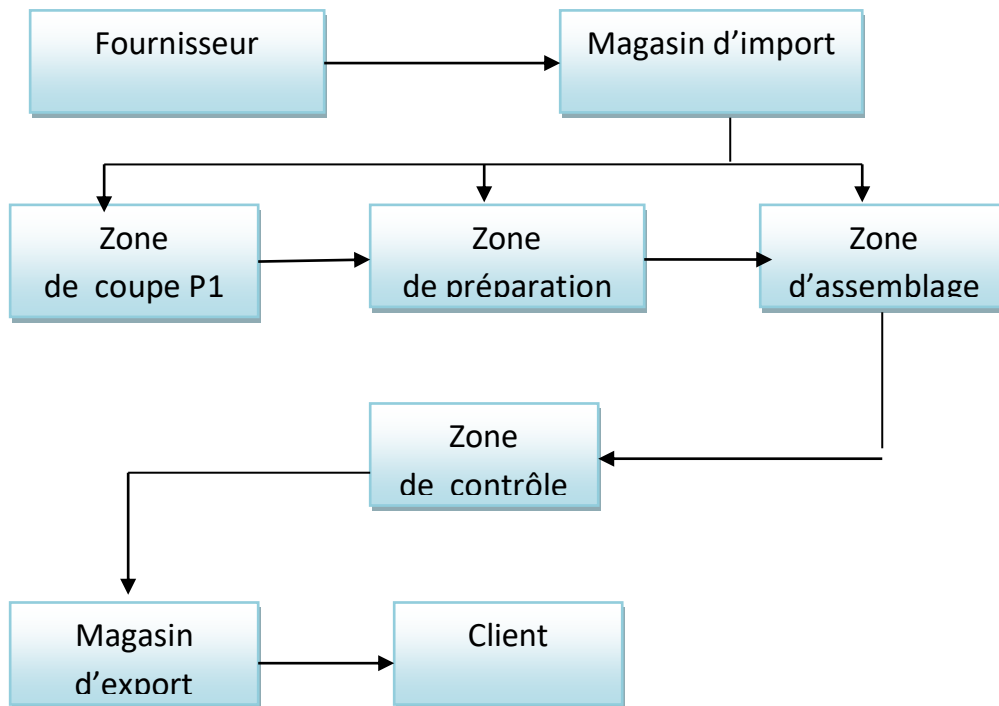 Fournisseur
Magasin d’import
Zone
de coupe P1
Zone
de préparation
Zone
d’assemblage
Zone
de contrôle
Magasin
d’export
Client